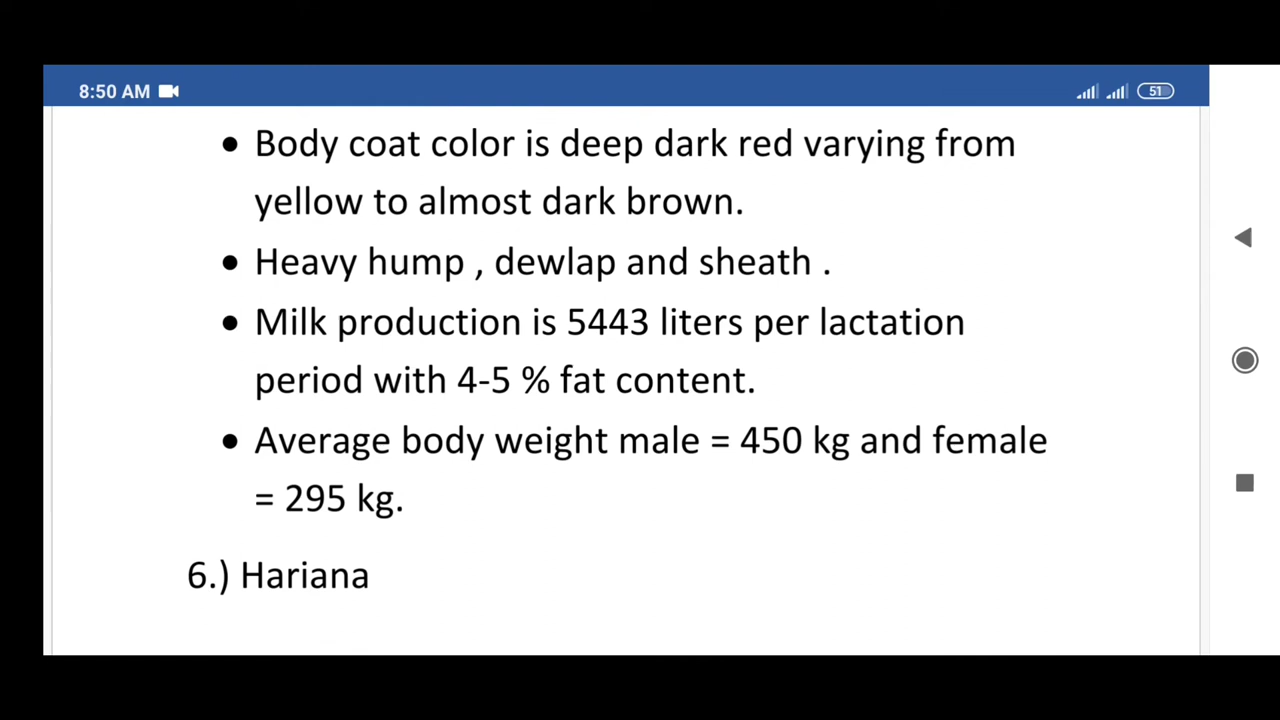 8:50 AM
51
• Body coat color is deep dark red varying from
yellow to almost dark brown.
• Heavy hump , dewlap and sheath .
• Milk production is 5443 liters per lactation
period with 4-5 % fat content.
• Average body weight male = 450 kg and female
= 295 kg.
6.) Hariana